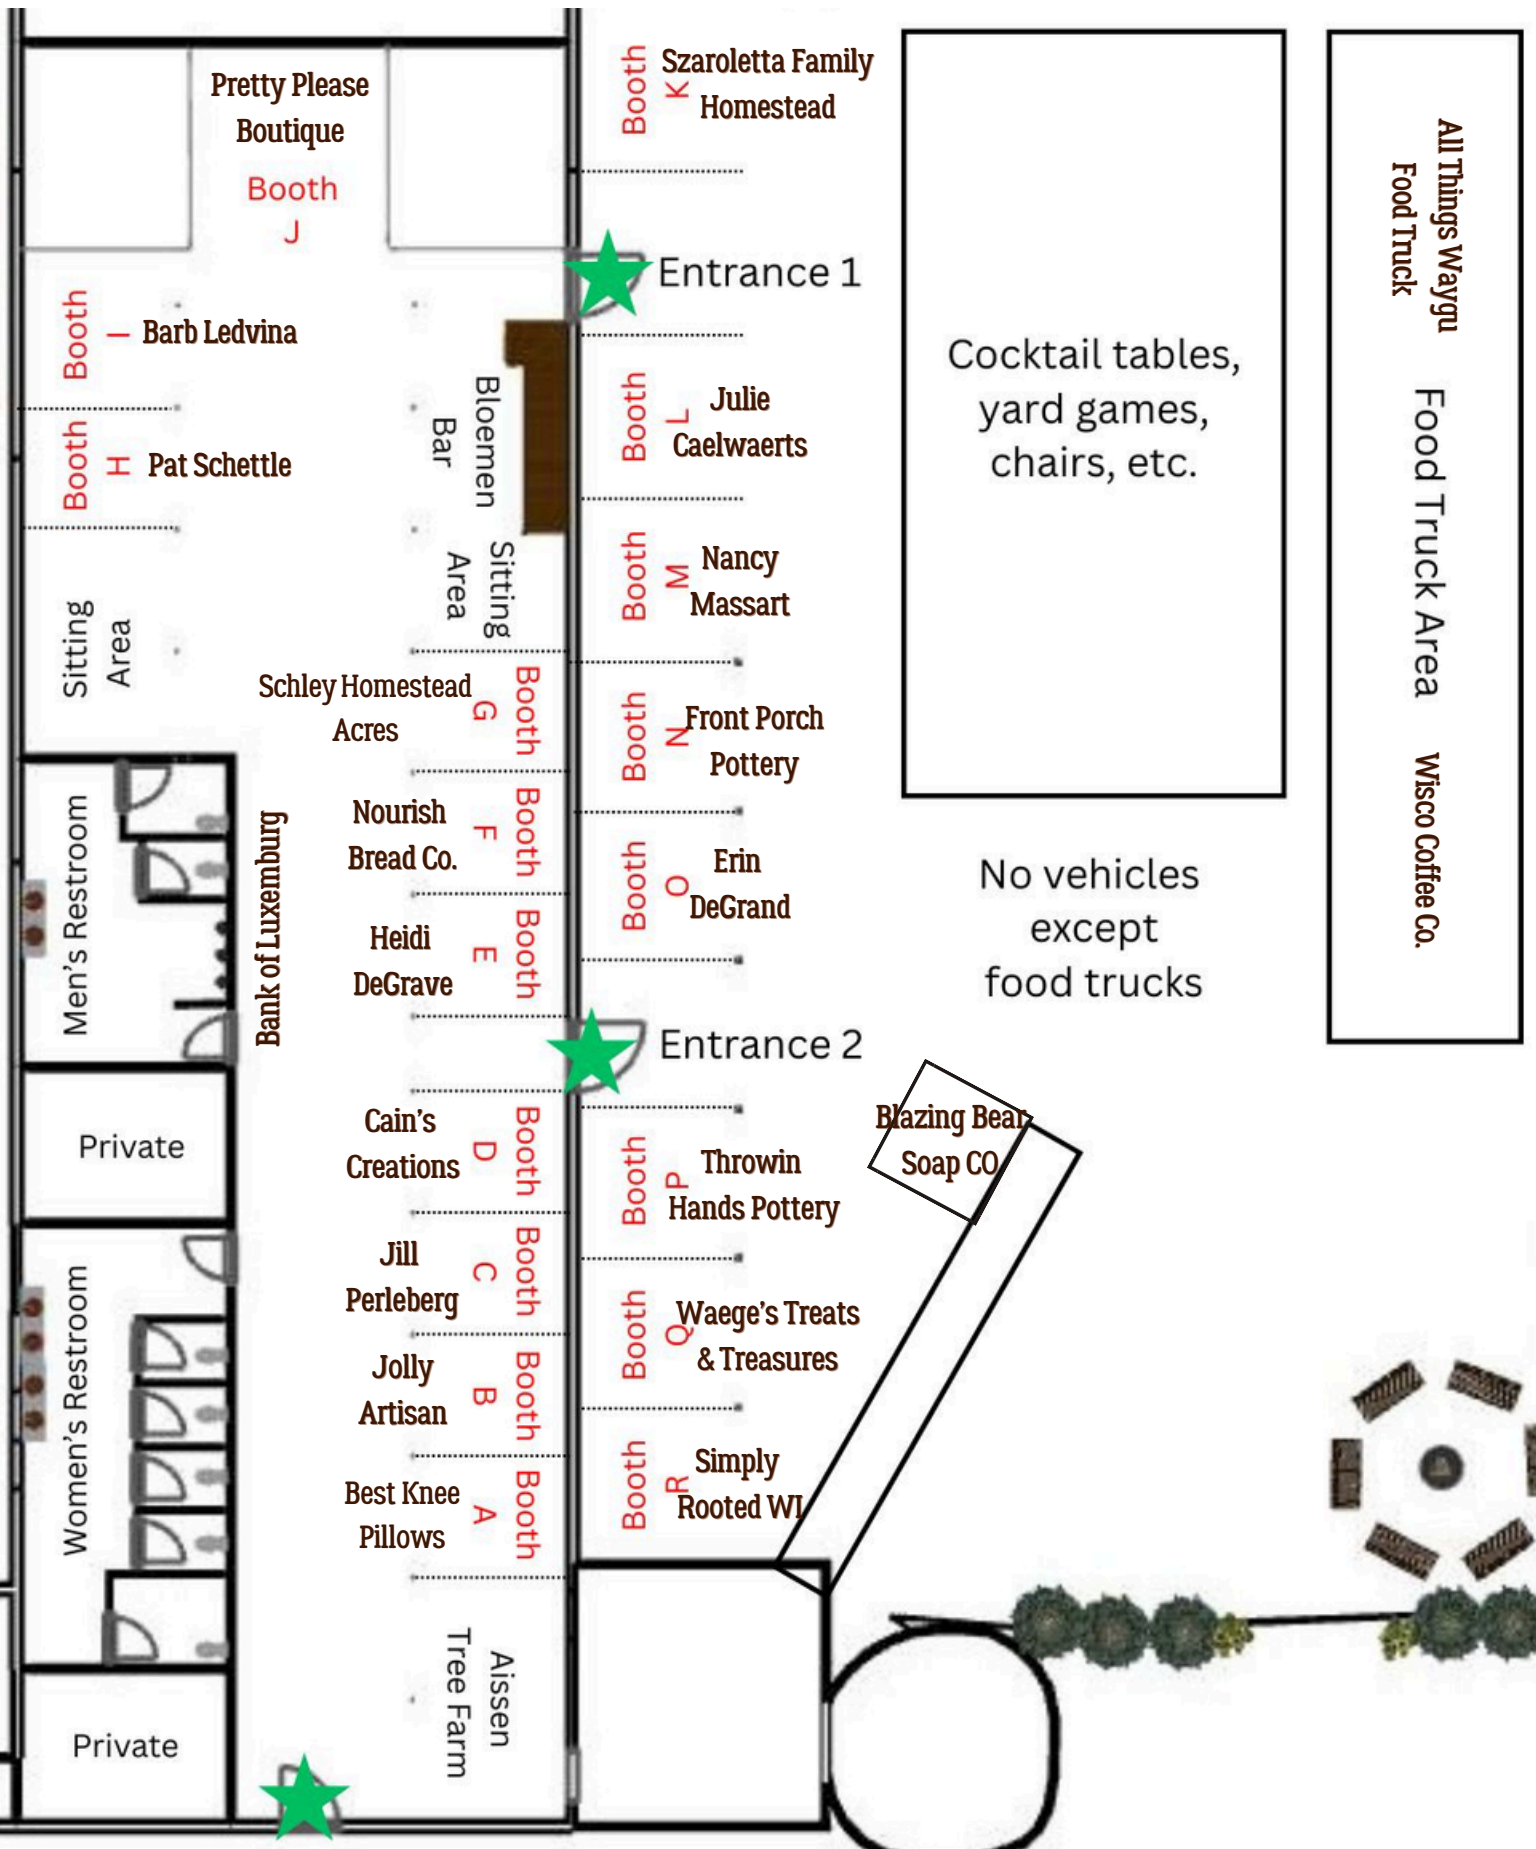 Pretty Please
Boutique
Booth
J
Booth
I
Barb Ledvina
Booth
H
Pat Schettle
Sitting
Area
Bloemen
Bar
Sitting
Area
Schley Homestead
Acres
Booth
G
Nourish
Bread Co.
Booth
F
Heidi
DeGrave
Booth
E
Men's Restroom
Bank of Luxemburg
Private
Cain's
Creations
Booth
D
Jill
Perleberg
Booth
C
Jolly
Artisan
Booth
B
Best Knee
Pillows
Booth
A
Women's Restroom
Private
Aissen
Tree Farm
Booth
K
Szaroletta Family
Homestead
Entrance 1
Booth
L
Julie
Caelwaerts
Booth
M
Nancy
Massart
Booth
N
Front Porch
Pottery
Booth
O
Erin
DeGrand
Entrance 2
Booth
P
Throwin
Hands Pottery
Booth
Q
Waege's Treats
& Treasures
Booth
R
Simply
Rooted WI
Cocktail tables,
yard games,
chairs, etc.
No vehicles
except
food trucks
Blazing Bear
Soap CO
All Things Waygu
Food Truck
Food Truck Area
Wisco Coffee Co.